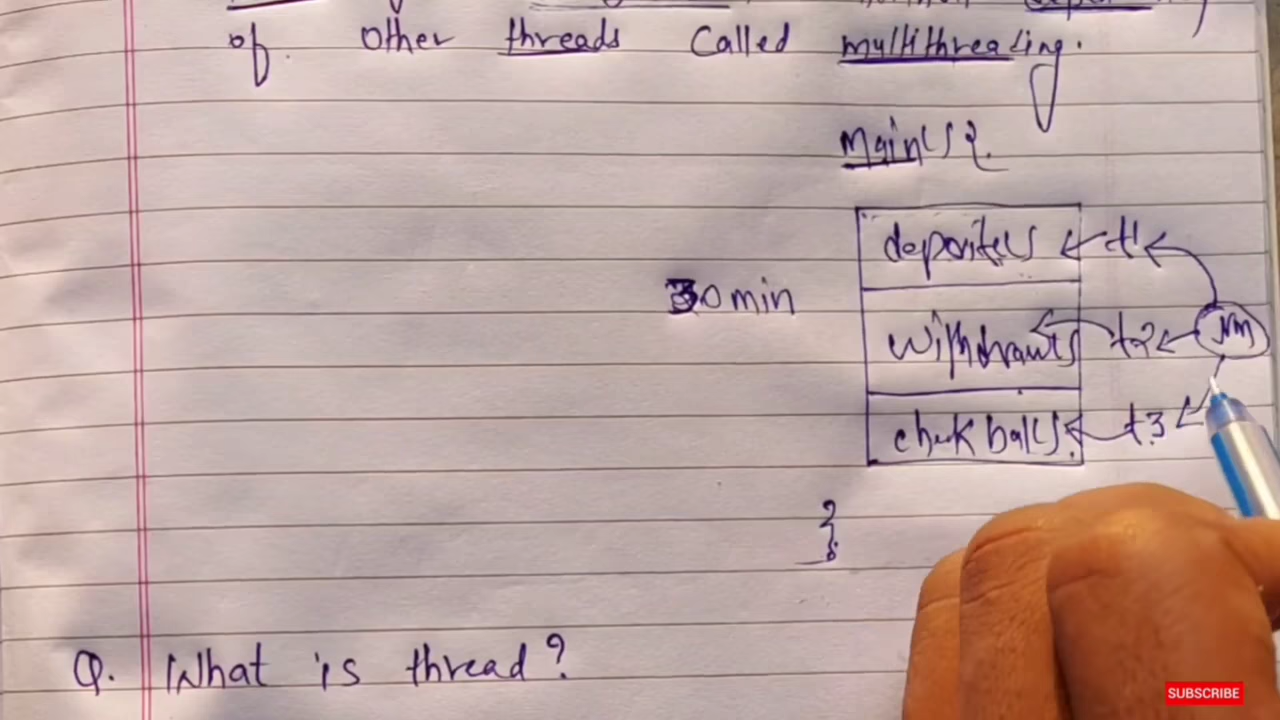 of other threads called multithreading.
main() {
deposite() ← t1
30 min
withdraw() t2
check bal(). t3
}
Q. What is thread?
SUBSCRIBE